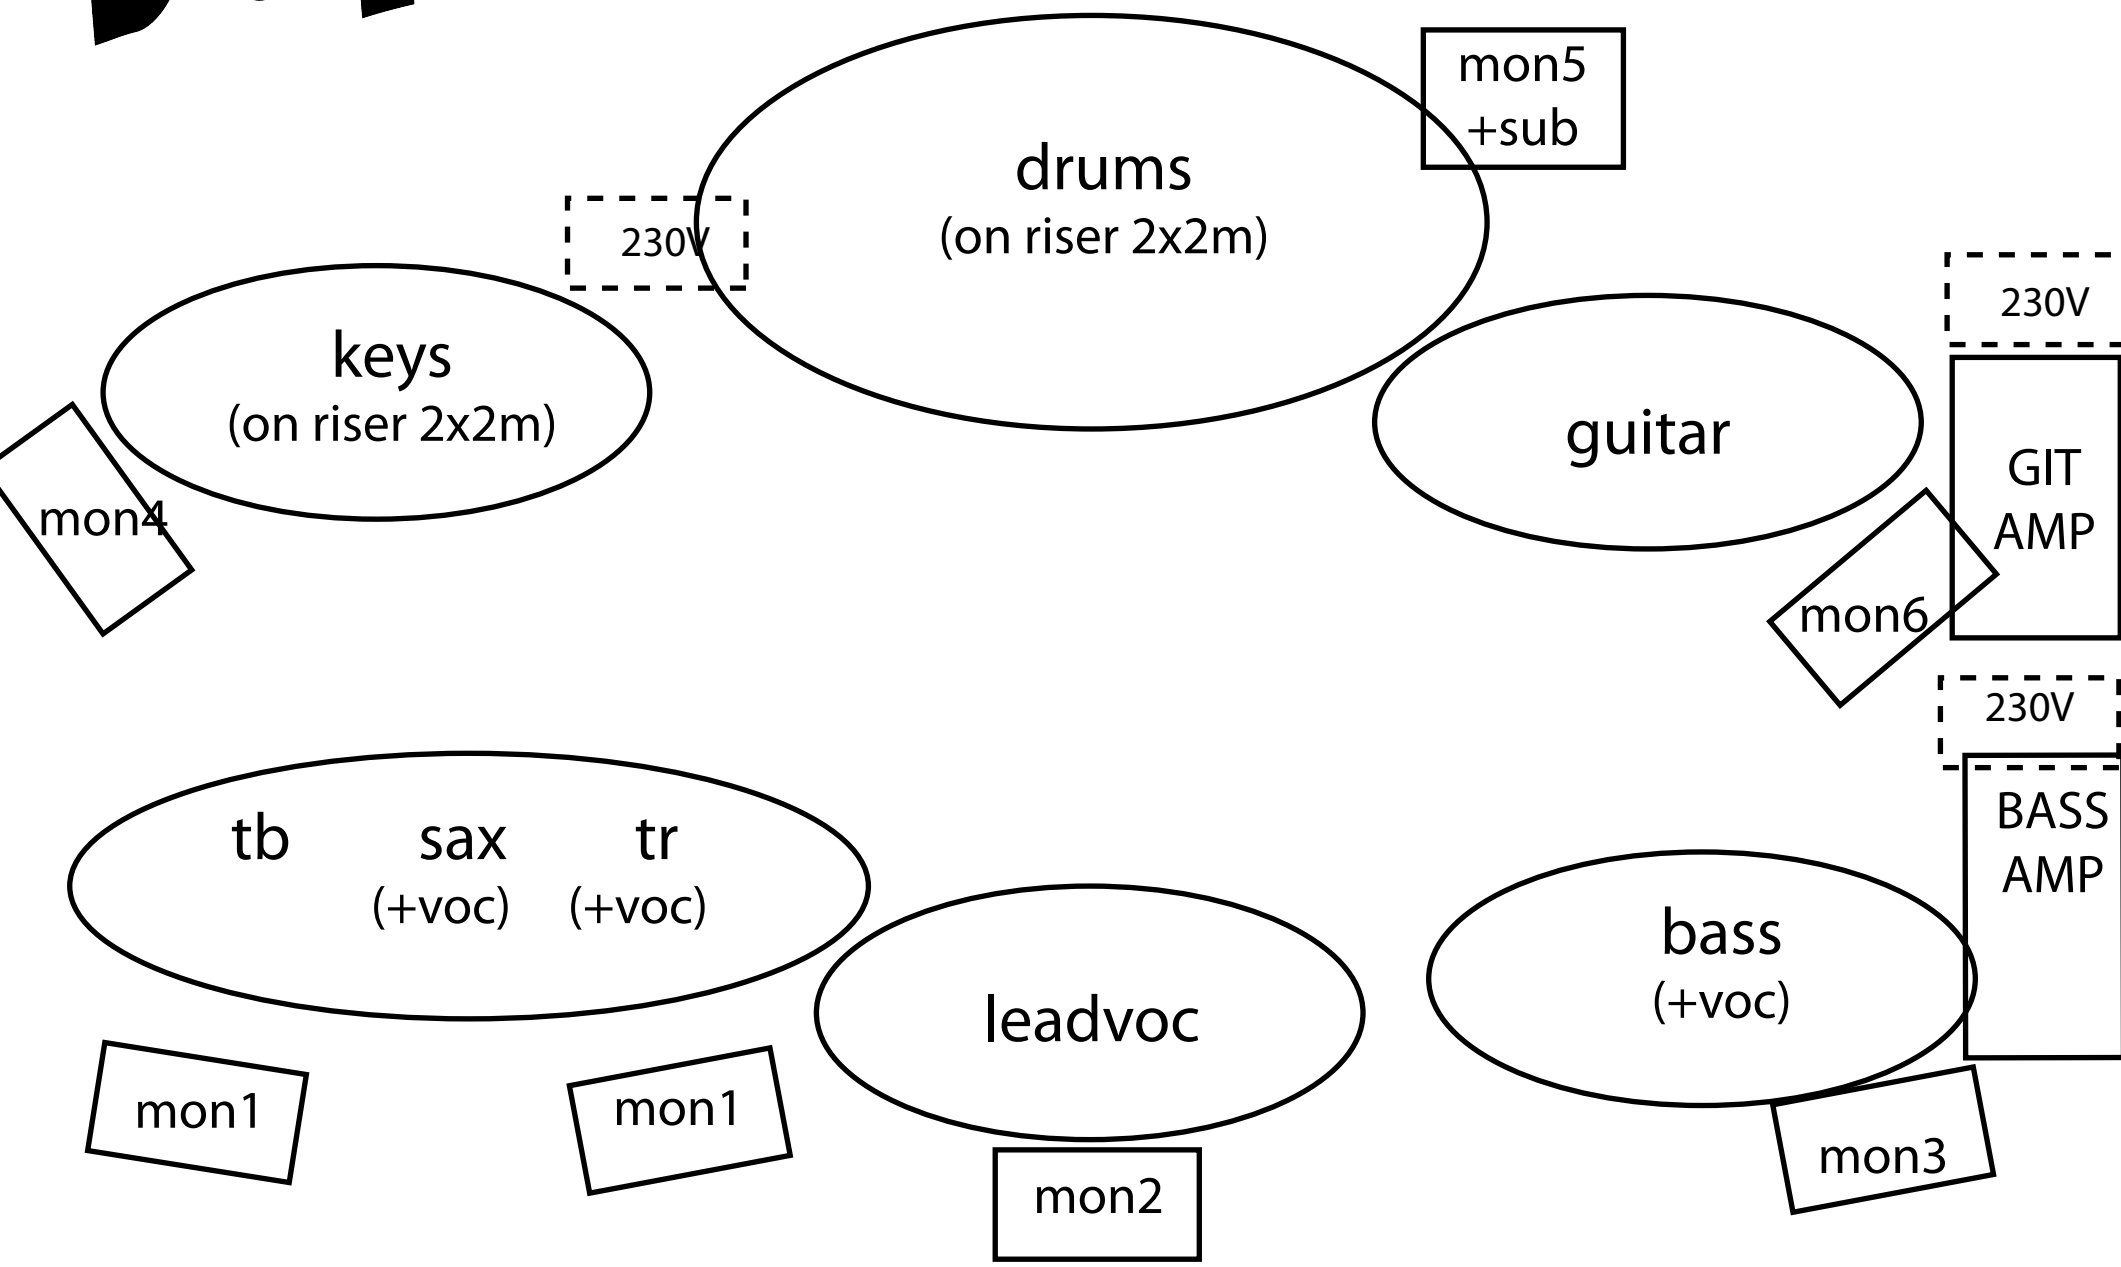 mon5
+sub
drums
(on riser 2x2m)
230V
230V
keys
(on riser 2x2m)
guitar
GIT
AMP
mon4
mon6
230V
BASS
AMP
tb sax tr
(+voc) (+voc)
bass
(+voc)
leadvoc
mon1
mon1
mon3
mon2